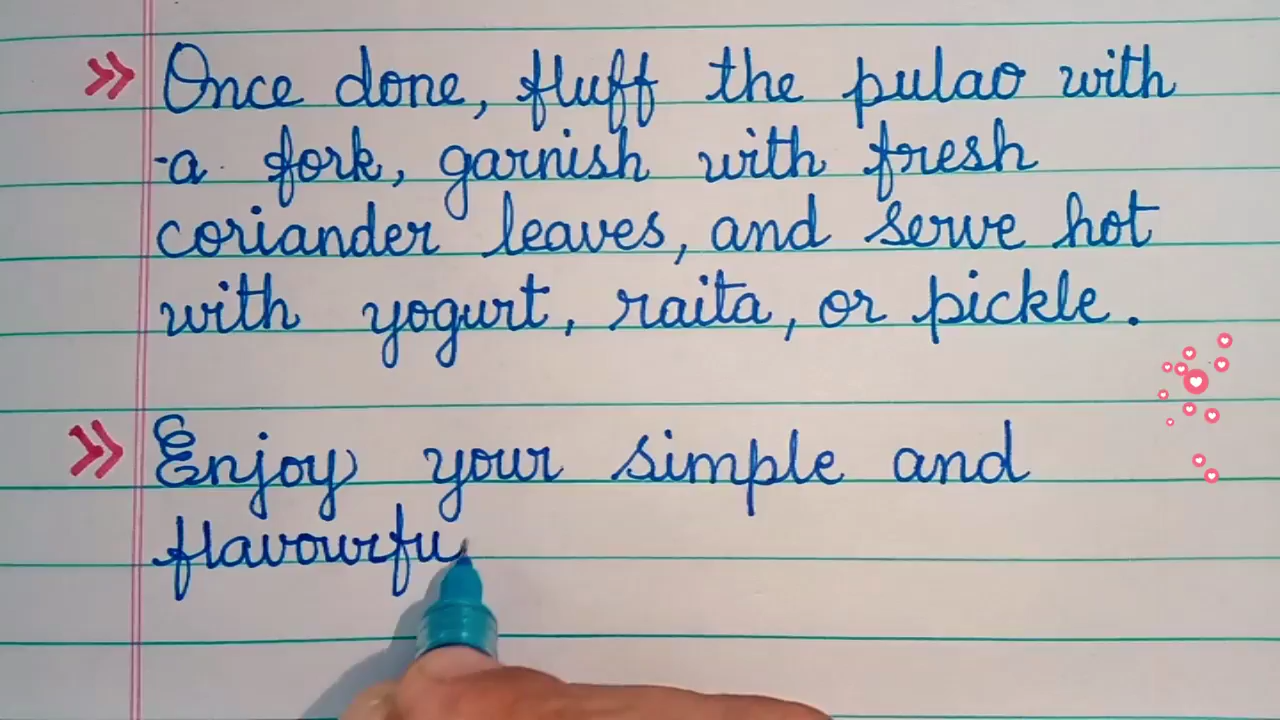 » Once done, fluff the pulao with
a fork, garnish with fresh
coriander leaves, and serve hot
with yogurt, raita, or pickle.
» Enjoy your simple and
flavourfu